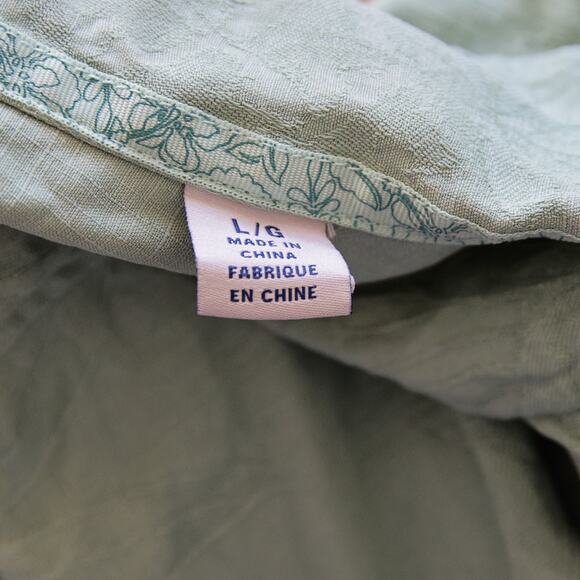 L/G
MADE IN
CHINA
FABRIQUE
EN CHINE